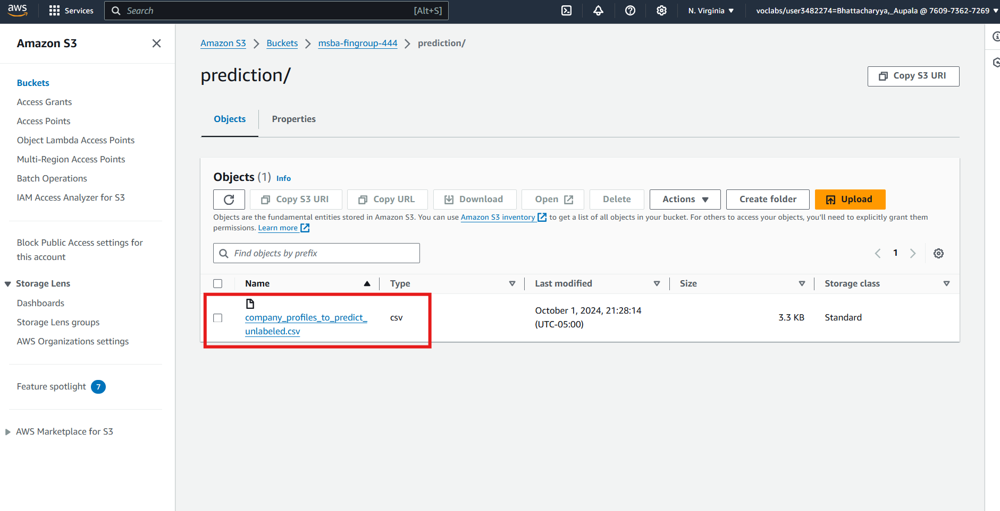 aws
Services
Search
[Alt+S]
N. Virginia
voclabs/user3482274=Bhattacharyya,_Aupala @ 7609-7362-7269
Amazon S3
Buckets
Access Grants
Access Points
Object Lambda Access Points
Multi-Region Access Points
Batch Operations
IAM Access Analyzer for S3
Block Public Access settings for
this account
Storage Lens
Dashboards
Storage Lens groups
AWS Organizations settings
Feature spotlight 7
AWS Marketplace for S3
Amazon S3 > Buckets > msba-fingroup-444 > prediction/
prediction/
Copy S3 URI
Objects
Properties
Objects (1) Info
Copy S3 URI
Copy URL
Download
Open
Delete
Actions
Create folder
Upload
Objects are the fundamental entities stored in Amazon S3. You can use Amazon S3 inventory to get a list of all objects in your bucket. For others to access your objects, you'll need to explicitly grant them
permissions. Learn more
Find objects by prefix
1
Name
Type
Last modified
Size
Storage class
company_profiles_to_predict_
unlabeled.csv
csv
October 1, 2024, 21:28:14
(UTC-05:00)
3.3 KB
Standard